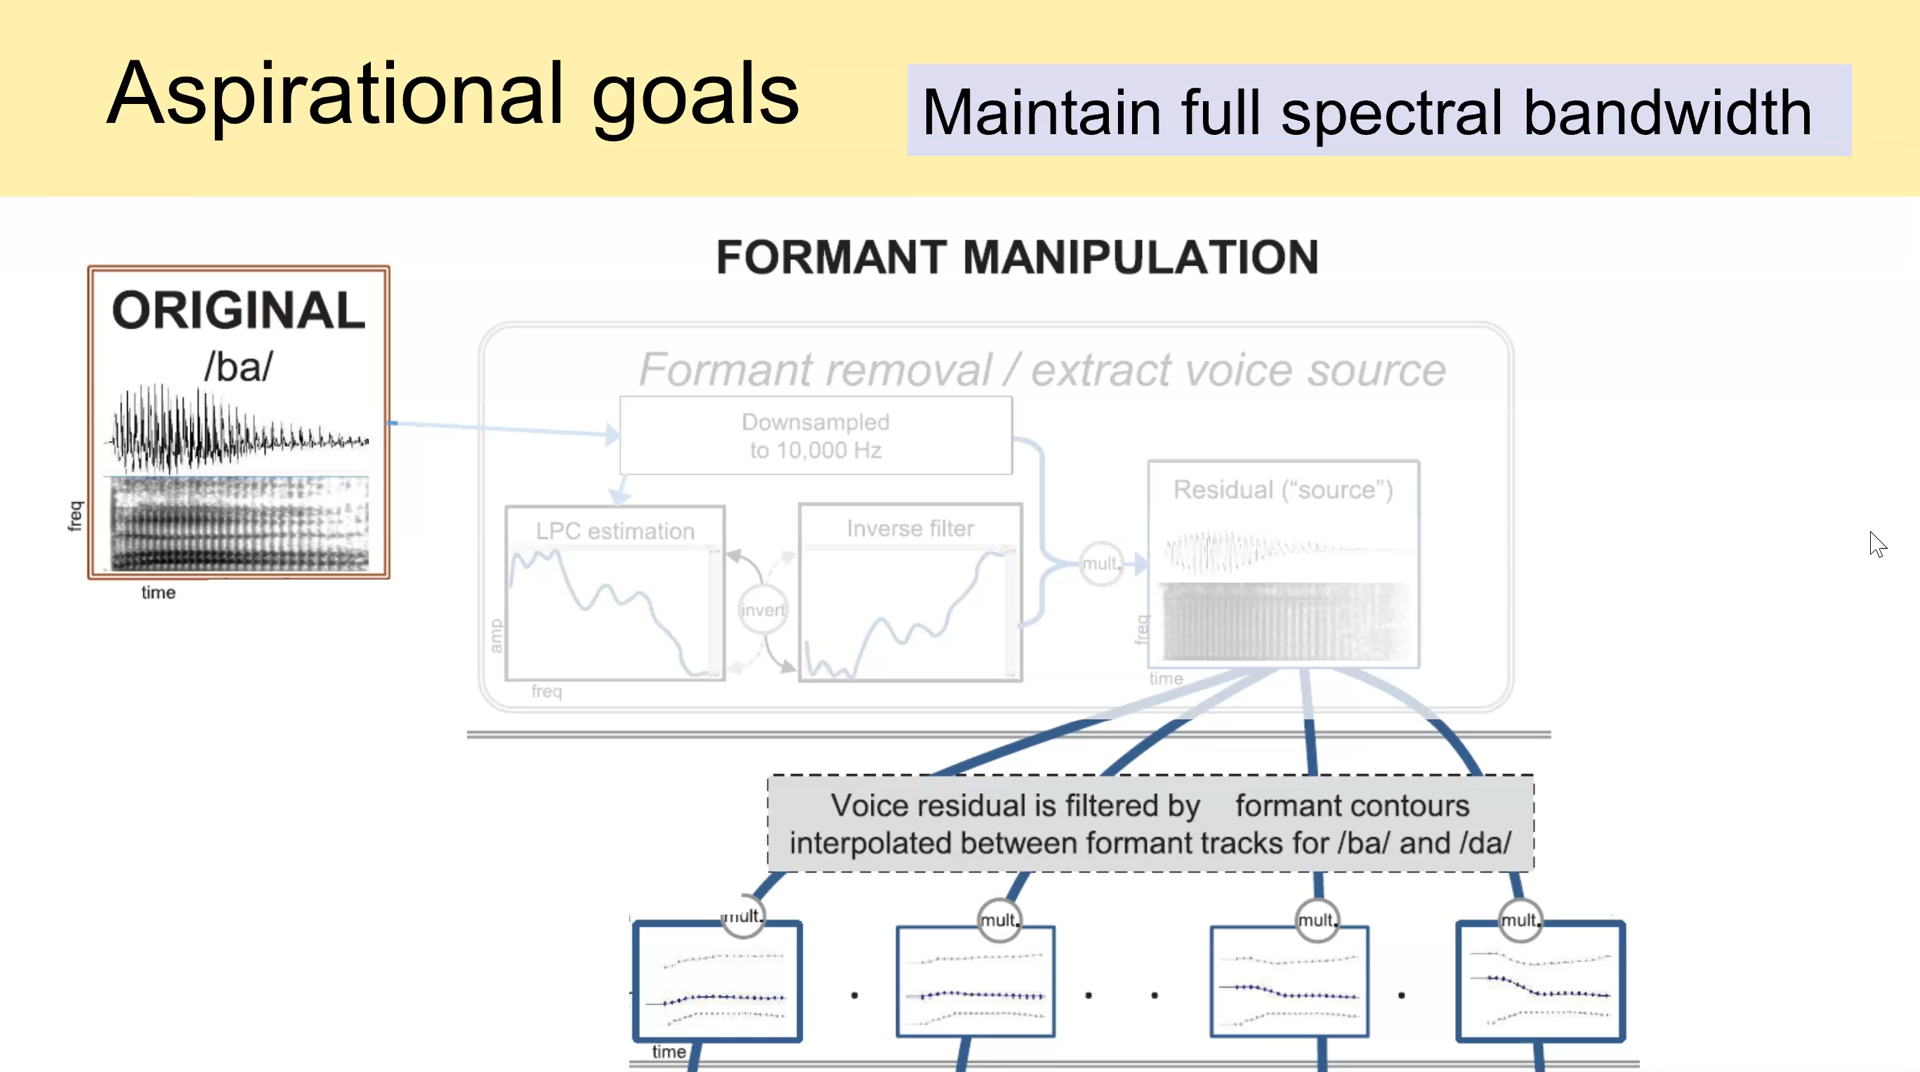 Aspirational goals
Maintain full spectral bandwidth
FORMANT MANIPULATION
ORIGINAL
/ba/
freq
time
Formant removal / extract voice source
Downsampled
to 10,000 Hz
LPC estimation
amp
freq
invert
Inverse filter
mult.
Residual (“source”)
freq
time
Voice residual is filtered by formant contours
interpolated between formant tracks for /ba/ and /da/
mult.
mult.
mult.
mult.
time